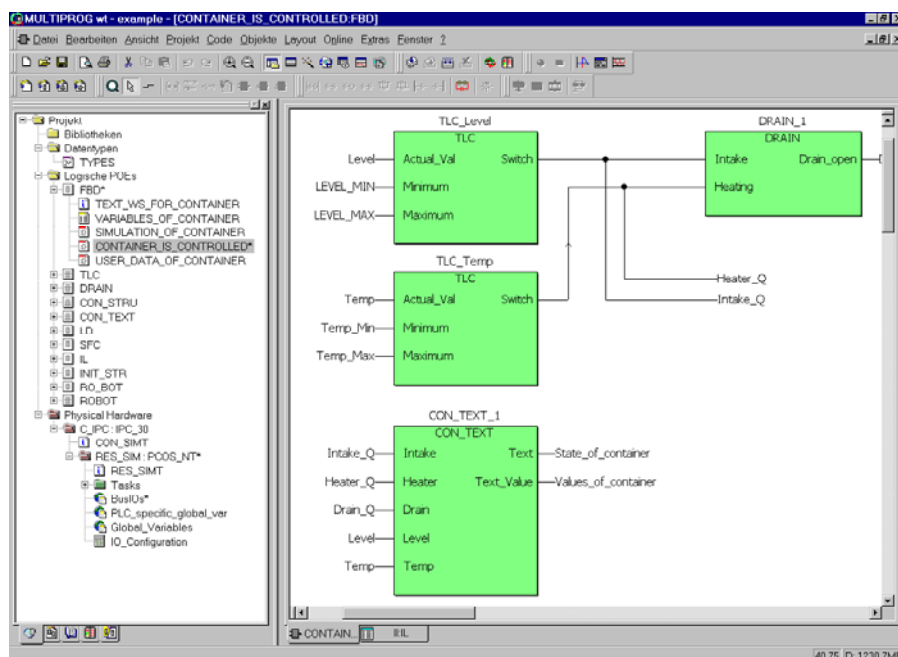 MULTIPROG wt - example - [CONTAINER_IS_CONTROLLED:FBD]
Datei Bearbeiten Ansicht Projekt Code Objekte Layout Online Extras Fenster ?
Projekt
Bibliotheken
Datentypen
TYPES
Logische POEs
FBD*
TEXT_WS_FOR_CONTAINER
VARIABLES_OF_CONTAINER
SIMULATION_OF_CONTAINER
CONTAINER_IS_CONTROLLED*
USER_DATA_OF_CONTAINER
TLC
DRAIN
CON_STRU
CON_TEXT
LD
SFC
IL
INIT_STR
RO_BOT
ROBOT
Physical Hardware
C_IPC : IPC_30
CON_SIMT
RES_SIM : PCOS_NT*
RES_SIMT
Tasks
BusIOs*
PLC_specific_global_var
Global_Variables
IO_Configuration
TLC_Level
TLC
Level Actual_Val Switch
LEVEL_MIN Minimum
LEVEL_MAX Maximum
DRAIN_1
DRAIN
Intake Drain_open
Heating
TLC_Temp
TLC
Temp Actual_Val Switch
Temp_Min Minimum
Temp_Max Maximum
Heater_Q
Intake_Q
CON_TEXT_1
CON_TEXT
Intake_Q Intake Text State_of_container
Heater_Q Heater Text_Value Values_of_container
Drain_Q Drain
Level Level
Temp Temp
CONTAIN...